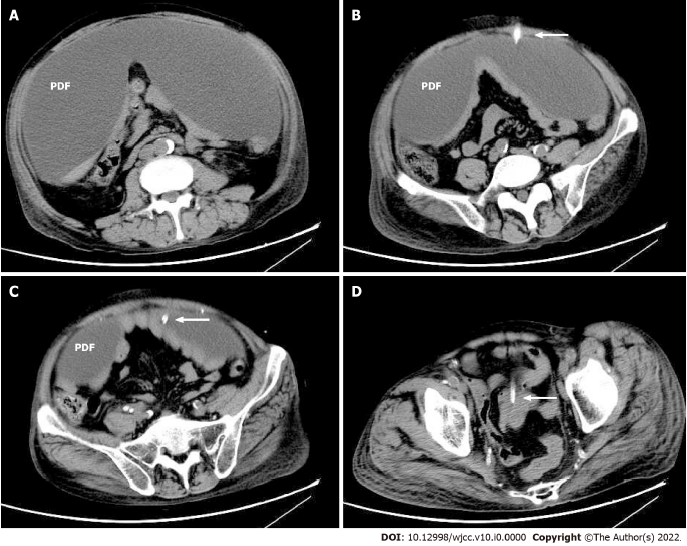 A
PDF
B
PDF
C
PDF
D
DOI: 10.12998/wjcc.v10.i0.0000 Copyright ©The Author(s) 2022.